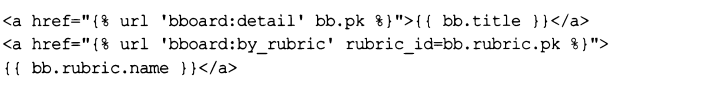 <a href="{% url 'bboard:detail' bb.pk %}">{{ bb.title }}</a>
<a href="{% url 'bboard:by_rubric' rubric_id=bb.rubric.pk %}">
{{ bb.rubric.name }}</a>